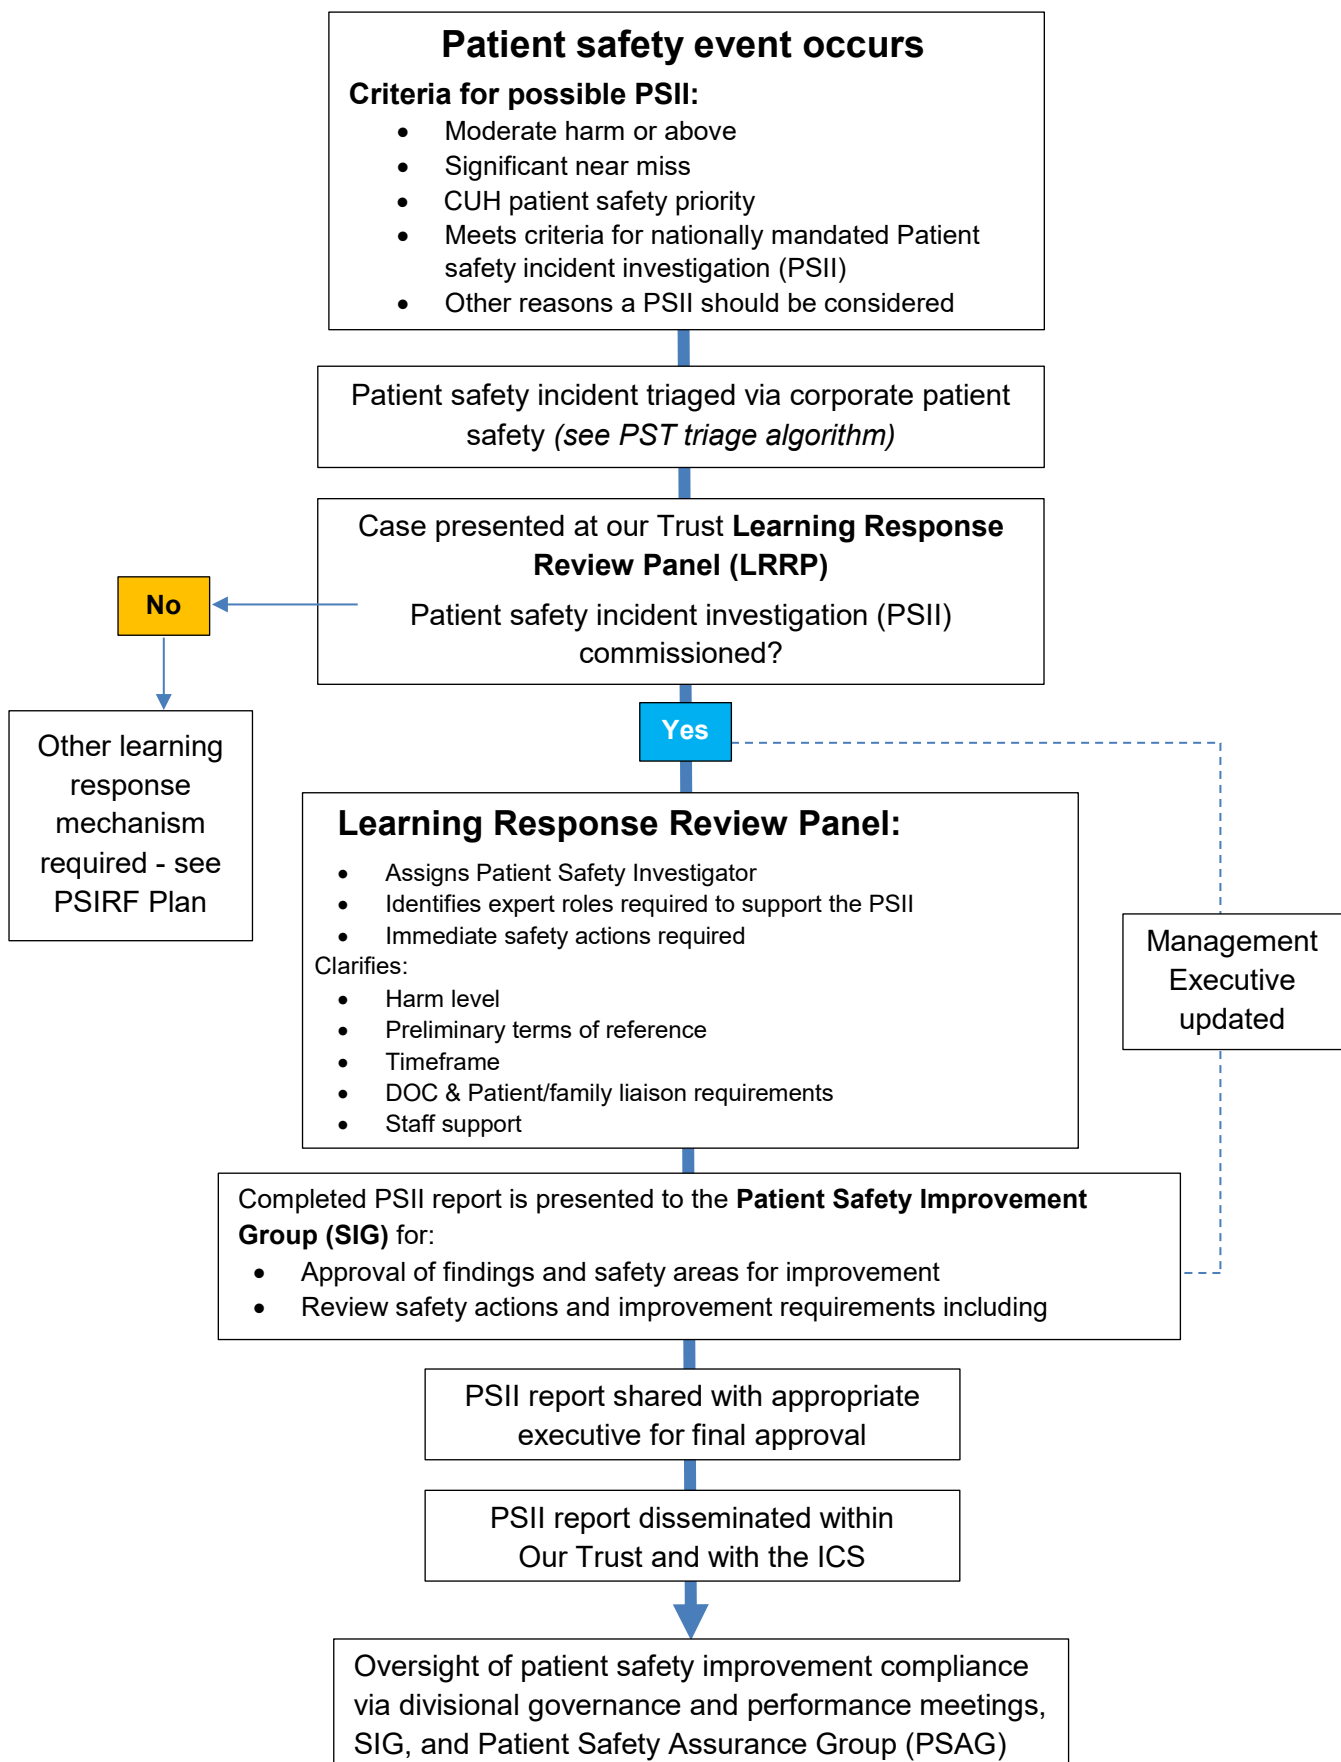 Patient safety event occurs
Criteria for possible PSII:
• Moderate harm or above
• Significant near miss
• CUH patient safety priority
• Meets criteria for nationally mandated Patient
safety incident investigation (PSII)
• Other reasons a PSII should be considered
Patient safety incident triaged via corporate patient
safety (see PST triage algorithm)
Case presented at our Trust Learning Response
Review Panel (LRRP)
Patient safety incident investigation (PSII)
commissioned?
No
Other learning
response
mechanism
required - see
PSIRF Plan
Yes
Learning Response Review Panel:
• Assigns Patient Safety Investigator
• Identifies expert roles required to support the PSII
• Immediate safety actions required
Clarifies:
• Harm level
• Preliminary terms of reference
• Timeframe
• DOC & Patient/family liaison requirements
• Staff support
Management
Executive
updated
Completed PSII report is presented to the Patient Safety Improvement
Group (SIG) for:
• Approval of findings and safety areas for improvement
• Review safety actions and improvement requirements including
PSII report shared with appropriate
executive for final approval
PSII report disseminated within
Our Trust and with the ICS
Oversight of patient safety improvement compliance
via divisional governance and performance meetings,
SIG, and Patient Safety Assurance Group (PSAG)